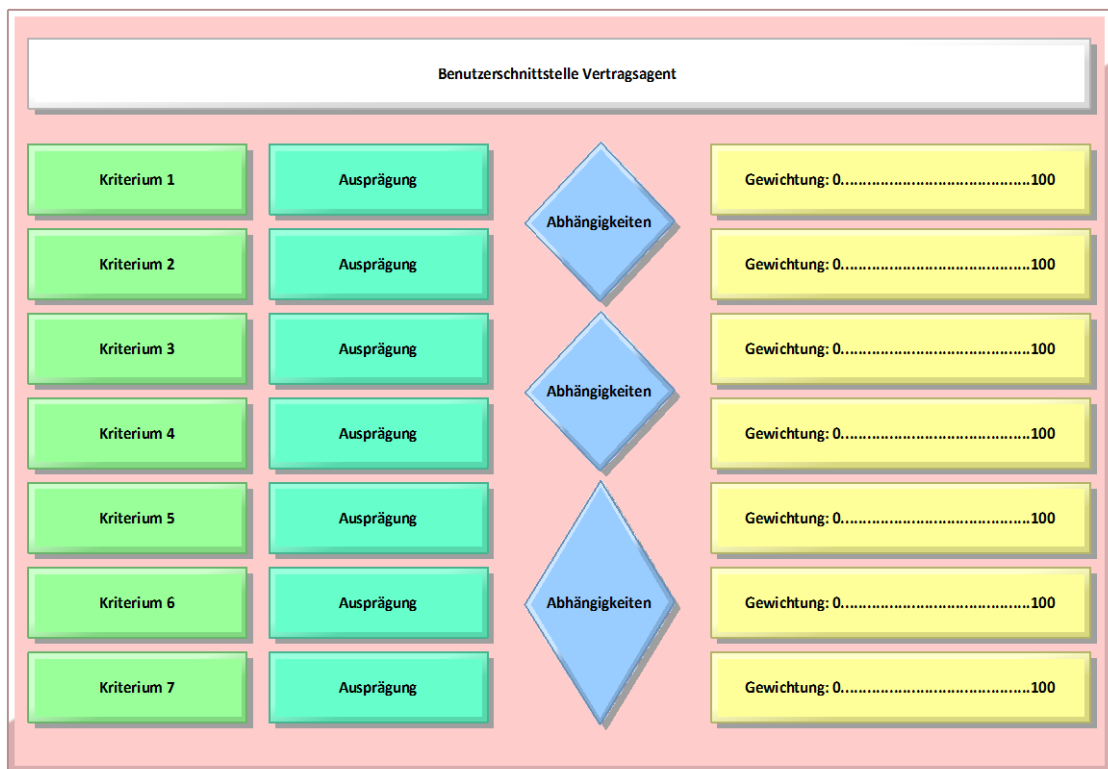 Benutzerschnittstelle Vertragsagent
Kriterium 1 Ausprägung Gewichtung: 0...........................................100
Abhängigkeiten
Kriterium 2 Ausprägung Gewichtung: 0...........................................100
Kriterium 3 Ausprägung Gewichtung: 0...........................................100
Abhängigkeiten
Kriterium 4 Ausprägung Gewichtung: 0...........................................100
Kriterium 5 Ausprägung Gewichtung: 0...........................................100
Kriterium 6 Ausprägung Abhängigkeiten Gewichtung: 0...........................................100
Kriterium 7 Ausprägung Gewichtung: 0...........................................100